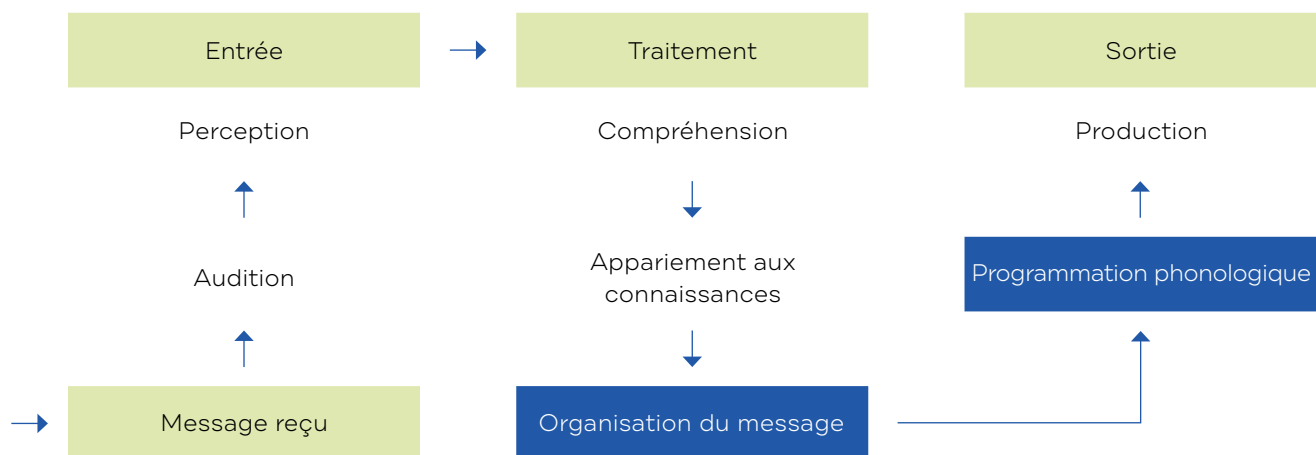 Entrée
Traitement
Sortie
Perception
Compréhension
Production
Audition
Appariement aux
connaissances
Programmation phonologique
Message reçu
Organisation du message